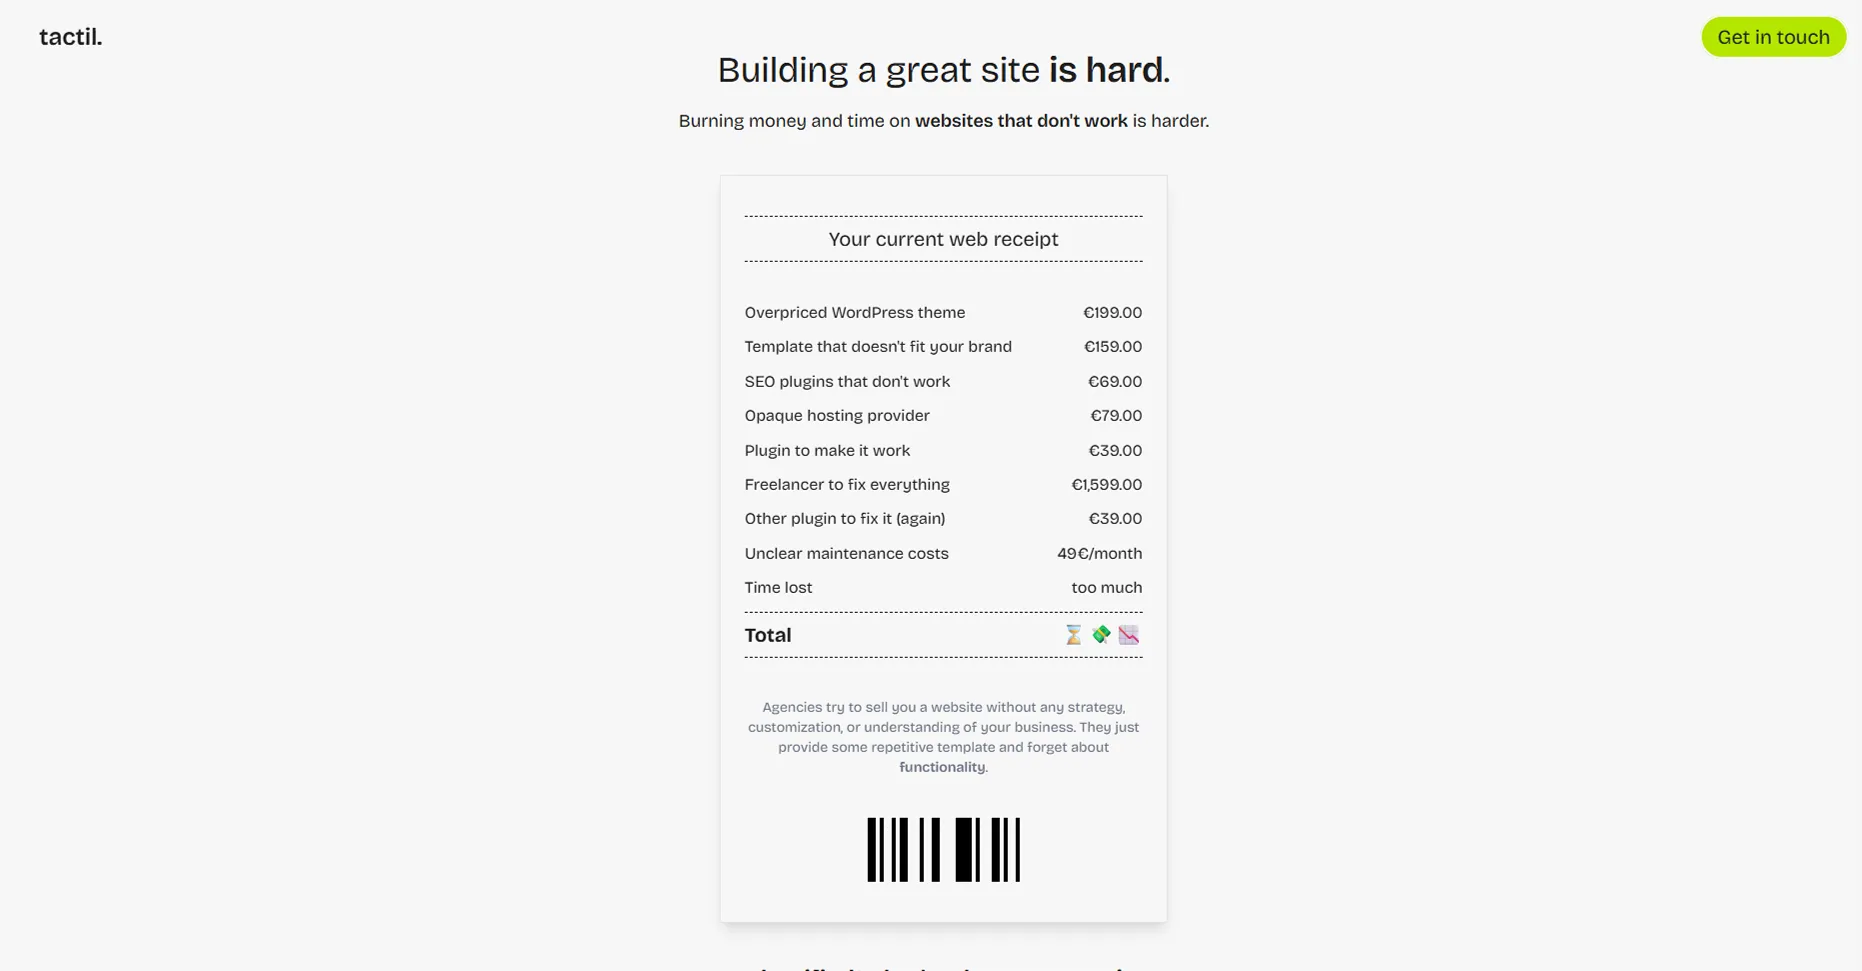 tactil.
Get in touch
Building a great site is hard.
Burning money and time on websites that don't work is harder.
Your current web receipt
Overpriced WordPress theme €199.00
Template that doesn't fit your brand €159.00
SEO plugins that don't work €69.00
Opaque hosting provider €79.00
Plugin to make it work €39.00
Freelancer to fix everything €1,599.00
Other plugin to fix it (again) €39.00
Unclear maintenance costs 49€/month
Time lost too much
Total ⏳ 💸 📉
Agencies try to sell you a website without any strategy,
customization, or understanding of your business. They just
provide some repetitive template and forget about
functionality.